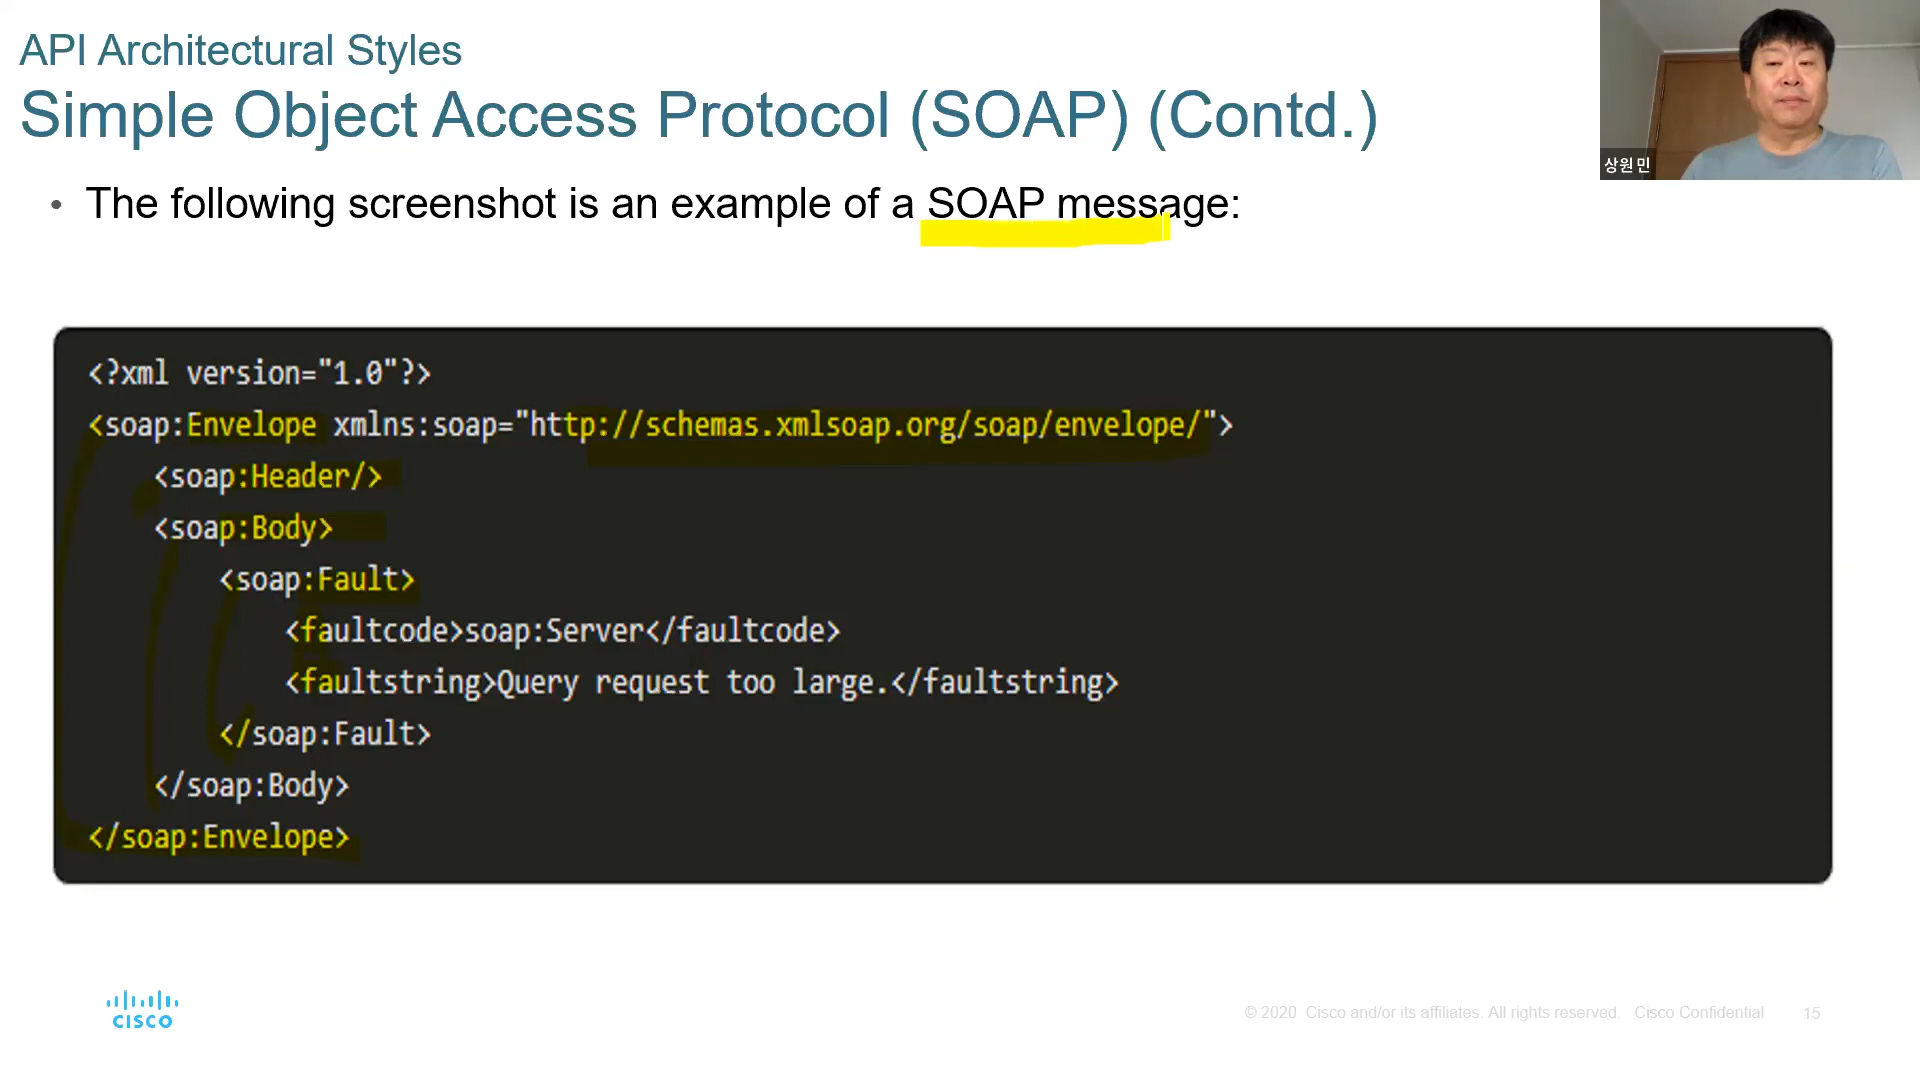 API Architectural Styles
Simple Object Access Protocol (SOAP) (Contd.)
상원 민
• The following screenshot is an example of a SOAP message:
<?xml version="1.0"?>
<soap:Envelope xmlns:soap="http://schemas.xmlsoap.org/soap/envelope/">
    <soap:Header/>
    <soap:Body>
        <soap:Fault>
            <faultcode>soap:Server</faultcode>
            <faultstring>Query request too large.</faultstring>
        </soap:Fault>
    </soap:Body>
</soap:Envelope>
CISCO
© 2020 Cisco and/or its affiliates. All rights reserved. Cisco Confidential 15